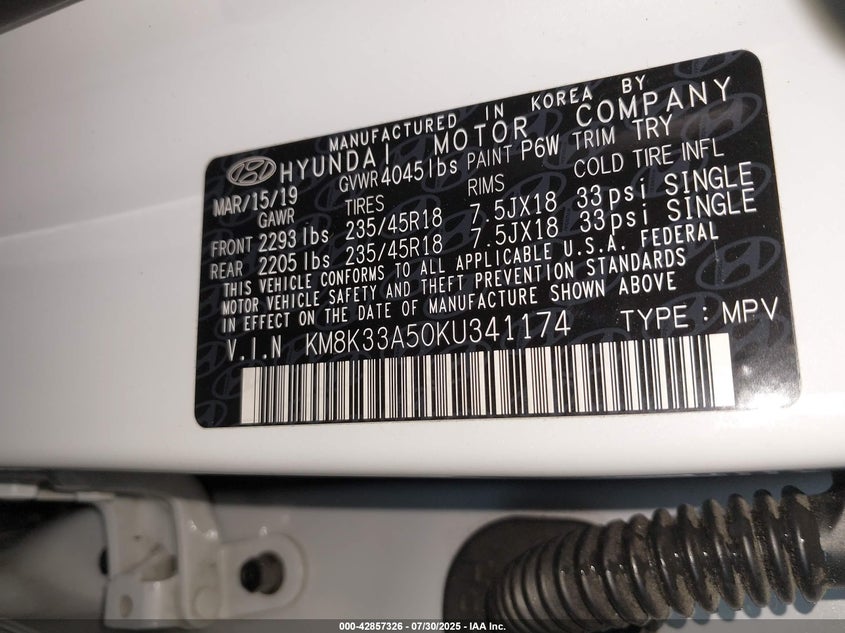 MANUFACTURED IN KOREA BY
HYUNDAI MOTOR COMPANY
MAR/15/19 GVWR 4045lbs PAINT P6W TRIM TRY
GAWR TIRES RIMS COLD TIRE INFL
FRONT 2293lbs 235/45R18 7.5JX18 33psi SINGLE
REAR 2205lbs 235/45R18 7.5JX18 33psi SINGLE
THIS VEHICLE CONFORMS TO ALL APPLICABLE U.S.A. FEDERAL
MOTOR VEHICLE SAFETY AND THEFT PREVENTION STANDARDS
IN EFFECT ON THE DATE OF MANUFACTURE SHOWN ABOVE
V.I.N KM8K33A50KU341174 TYPE : MPV
000-42857326 - 07/30/2025 - IAA Inc.